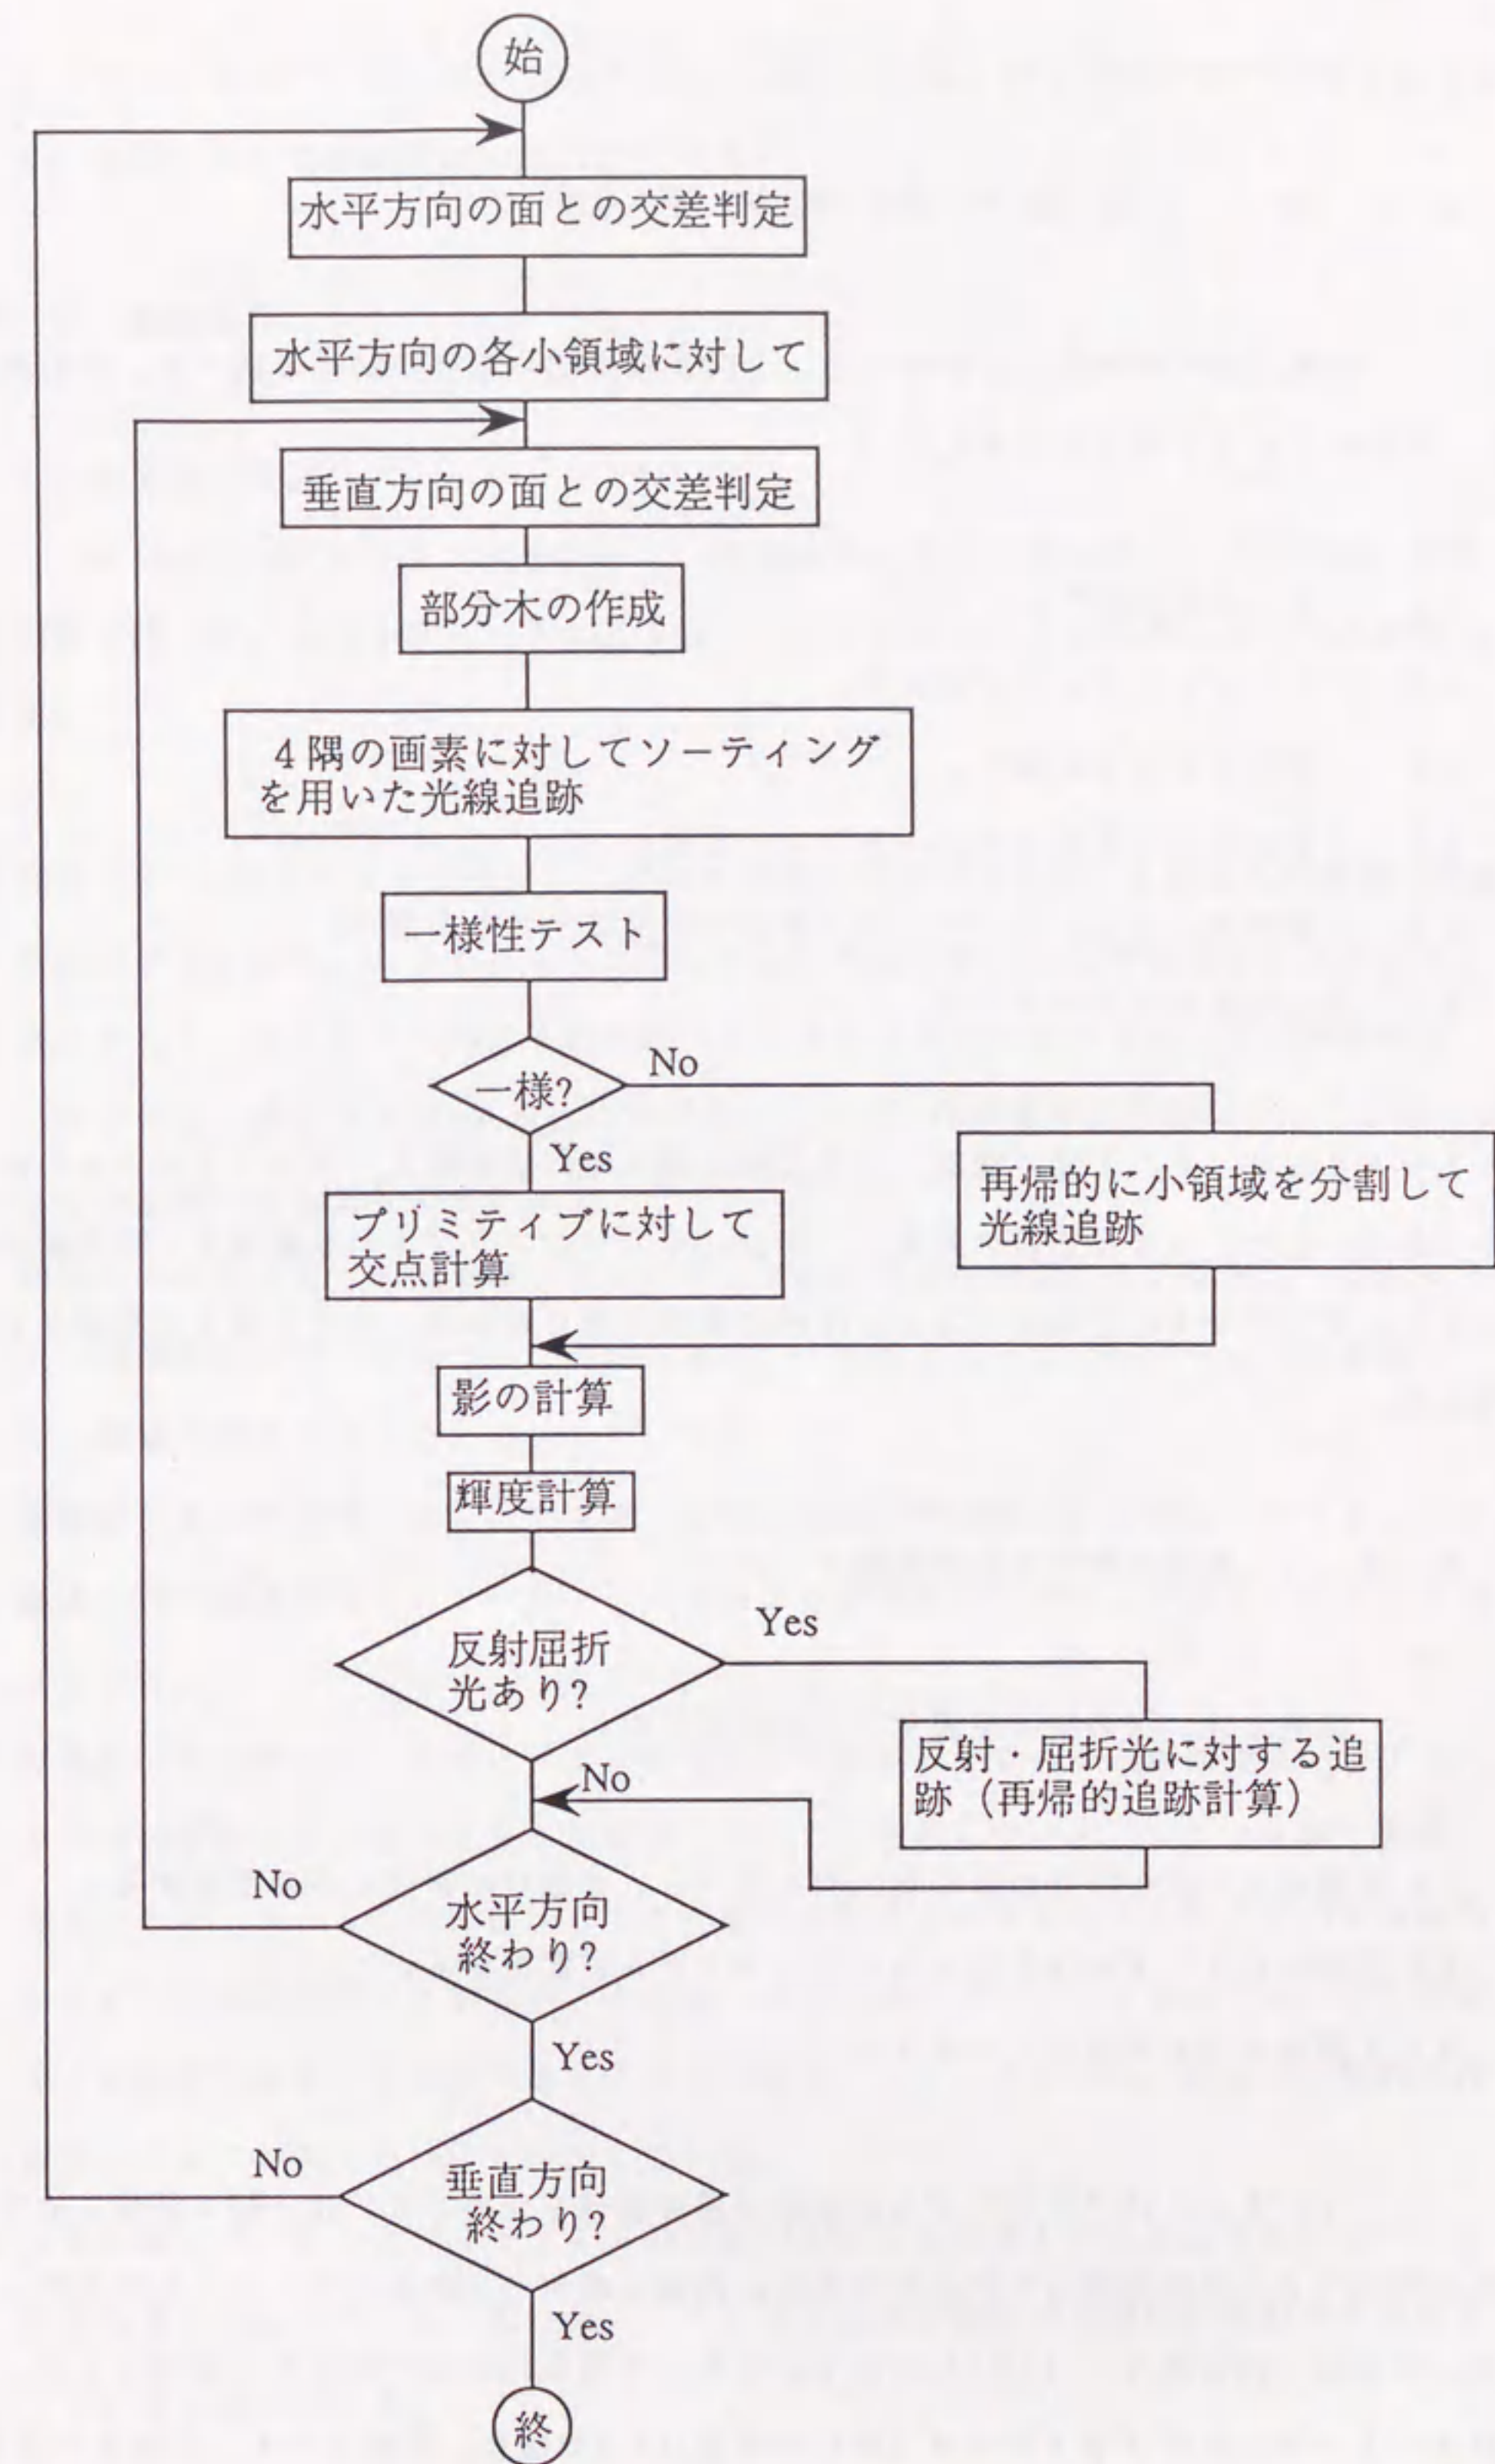 始
水平方向の面との交差判定
水平方向の各小領域に対して
垂直方向の面との交差判定
部分木の作成
4隅の画素に対してソーティング
を用いた光線追跡
一様性テスト
一様?
No
Yes
再帰的に小領域を分割して
光線追跡
プリミティブに対して
交点計算
影の計算
輝度計算
反射屈折
光あり?
Yes
反射・屈折光に対する追
跡(再帰的追跡計算)
No
水平方向
終わり?
No
Yes
垂直方向
終わり?
No
Yes
終